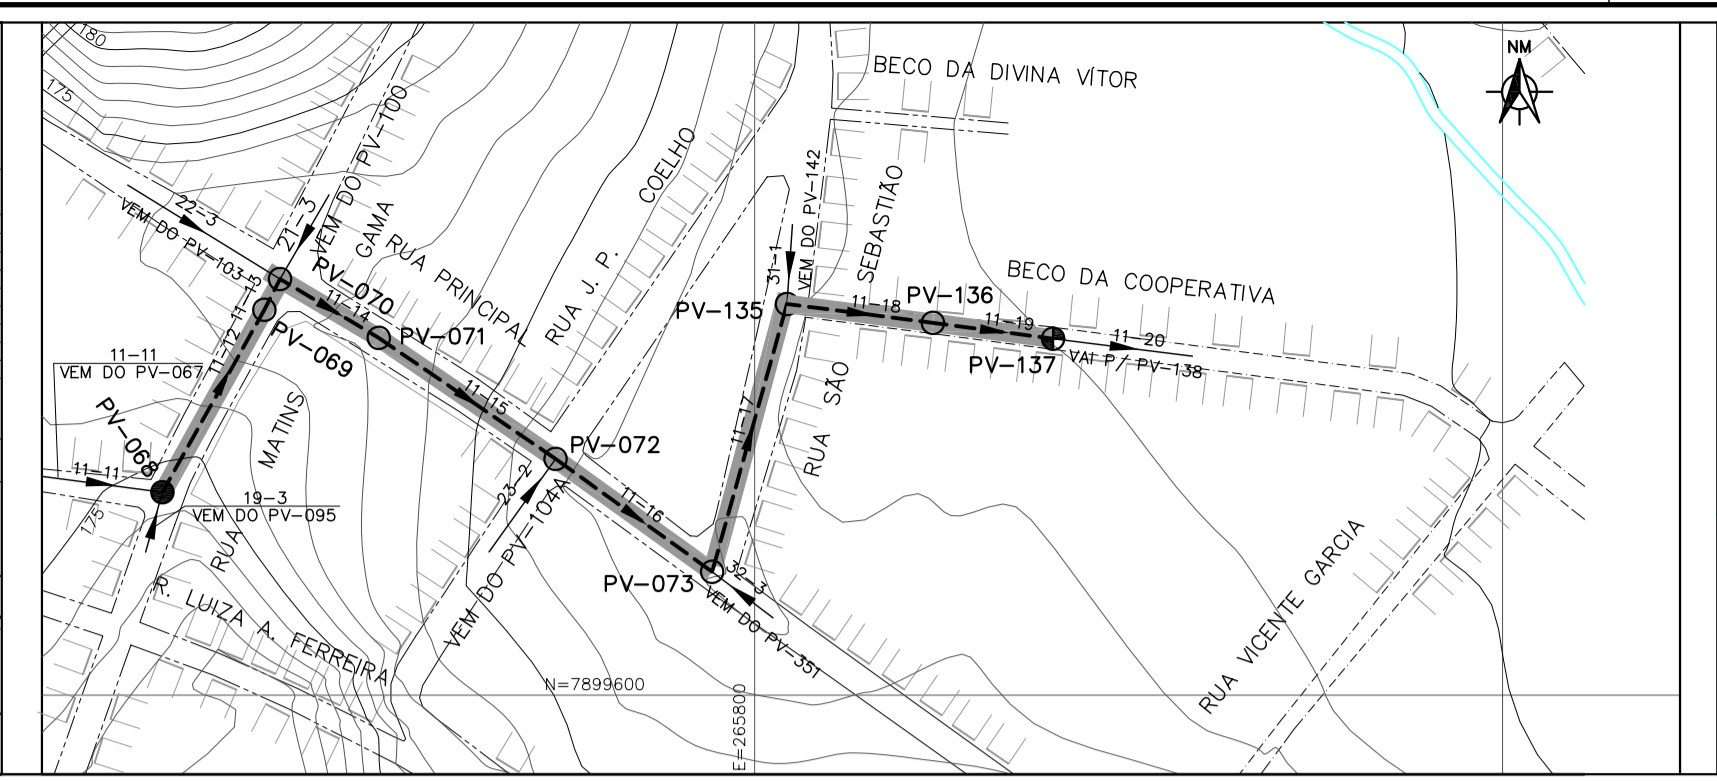 180
175
BECO DA DIVINA VÍTOR
NM
VEM DO PV-100
GAMA
RUA PRINCIPAL
RUA J. P. COELHO
VEM DO PV-142
SEBASTIÃO
22-3
VEM DO PV-103
21-3
31-1
BECO DA COOPERATIVA
PV-070
11-13
11-14
PV-071
PV-135
11-18
PV-136
11-19
11-20
PV-137
VAI P/ PV-138
PV-069
11-12
11-11
VEM DO PV-067
11-15
11-17
RUA SÃO
PV-068
MATINS
PV-072
11-11
19-3
VEM DO PV-095
175
RUA
23-2
VEM DO PV-104A
11-16
PV-073
32-3
VEM DO PV-351
R. LUIZA A. FERREIRA
RUA VICENTE GARCIA
N=7899600
E=265800